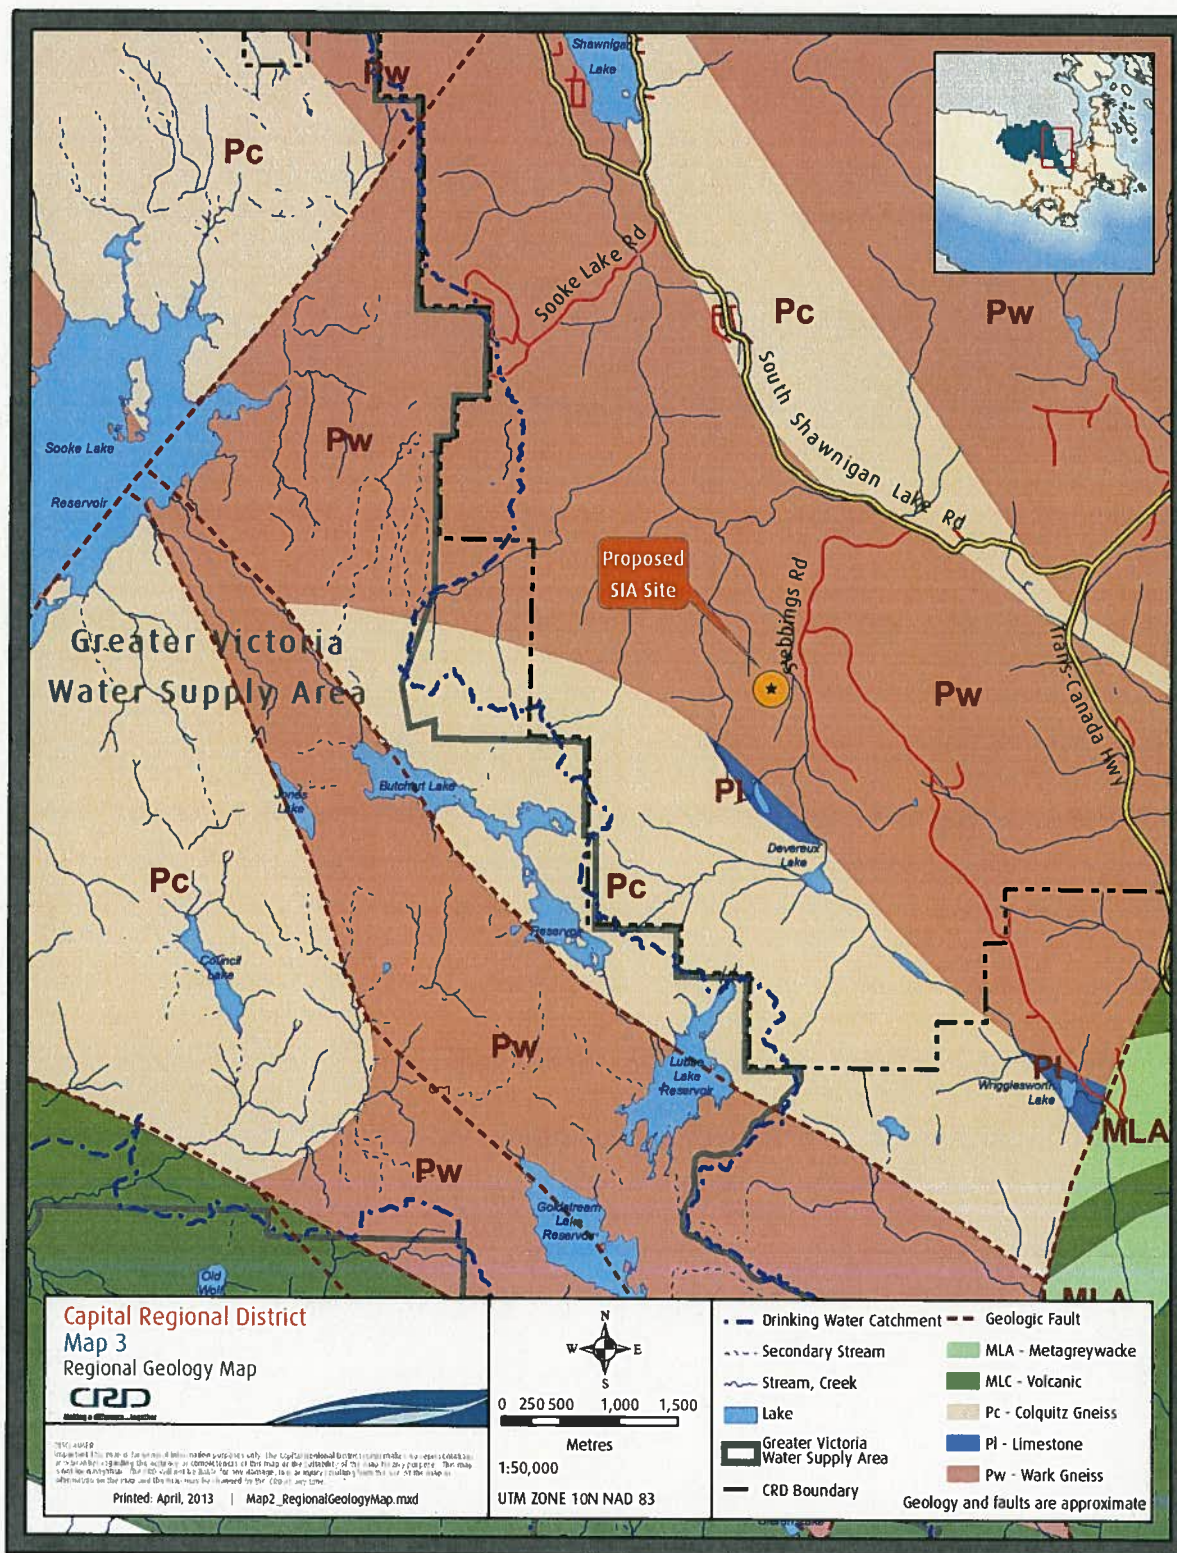 Shawnigan
Lake
Pw
Pc
Sooke Lake Rd
Pc
Pw
South Shawnigan Lake Rd
Pw
Sooke Lake
Reservoir
Proposed
SIA Site
Stebbings Rd
Trans-Canada Hwy
Greater Victoria
Water Supply Area
Pw
Jones
Lake
Butchart Lake
Pl
Devereux
Lake
Pc
Pc
Reservoir
Council
Lake
Pw
Lubbe
Lake
Reservoir
Pl
Wrigglesworth
Lake
MLA
Pw
Goldstream
Lake
Reservoir
Old
Wolf
MLA
Capital Regional District
Map 3
Regional Geology Map
CRD
Making a difference...together
DISCLAIMER
Printed: April, 2013 | Map2_RegionalGeologyMap.mxd
N
W E
S
0 250 500 1,000 1,500
Metres
1:50,000
UTM ZONE 10N NAD 83
Drinking Water Catchment
Secondary Stream
Stream, Creek
Lake
Greater Victoria
Water Supply Area
CRD Boundary
Geologic Fault
MLA - Metagreywacke
MLC - Volcanic
Pc - Colquitz Gneiss
Pl - Limestone
Pw - Wark Gneiss
Geology and faults are approximate